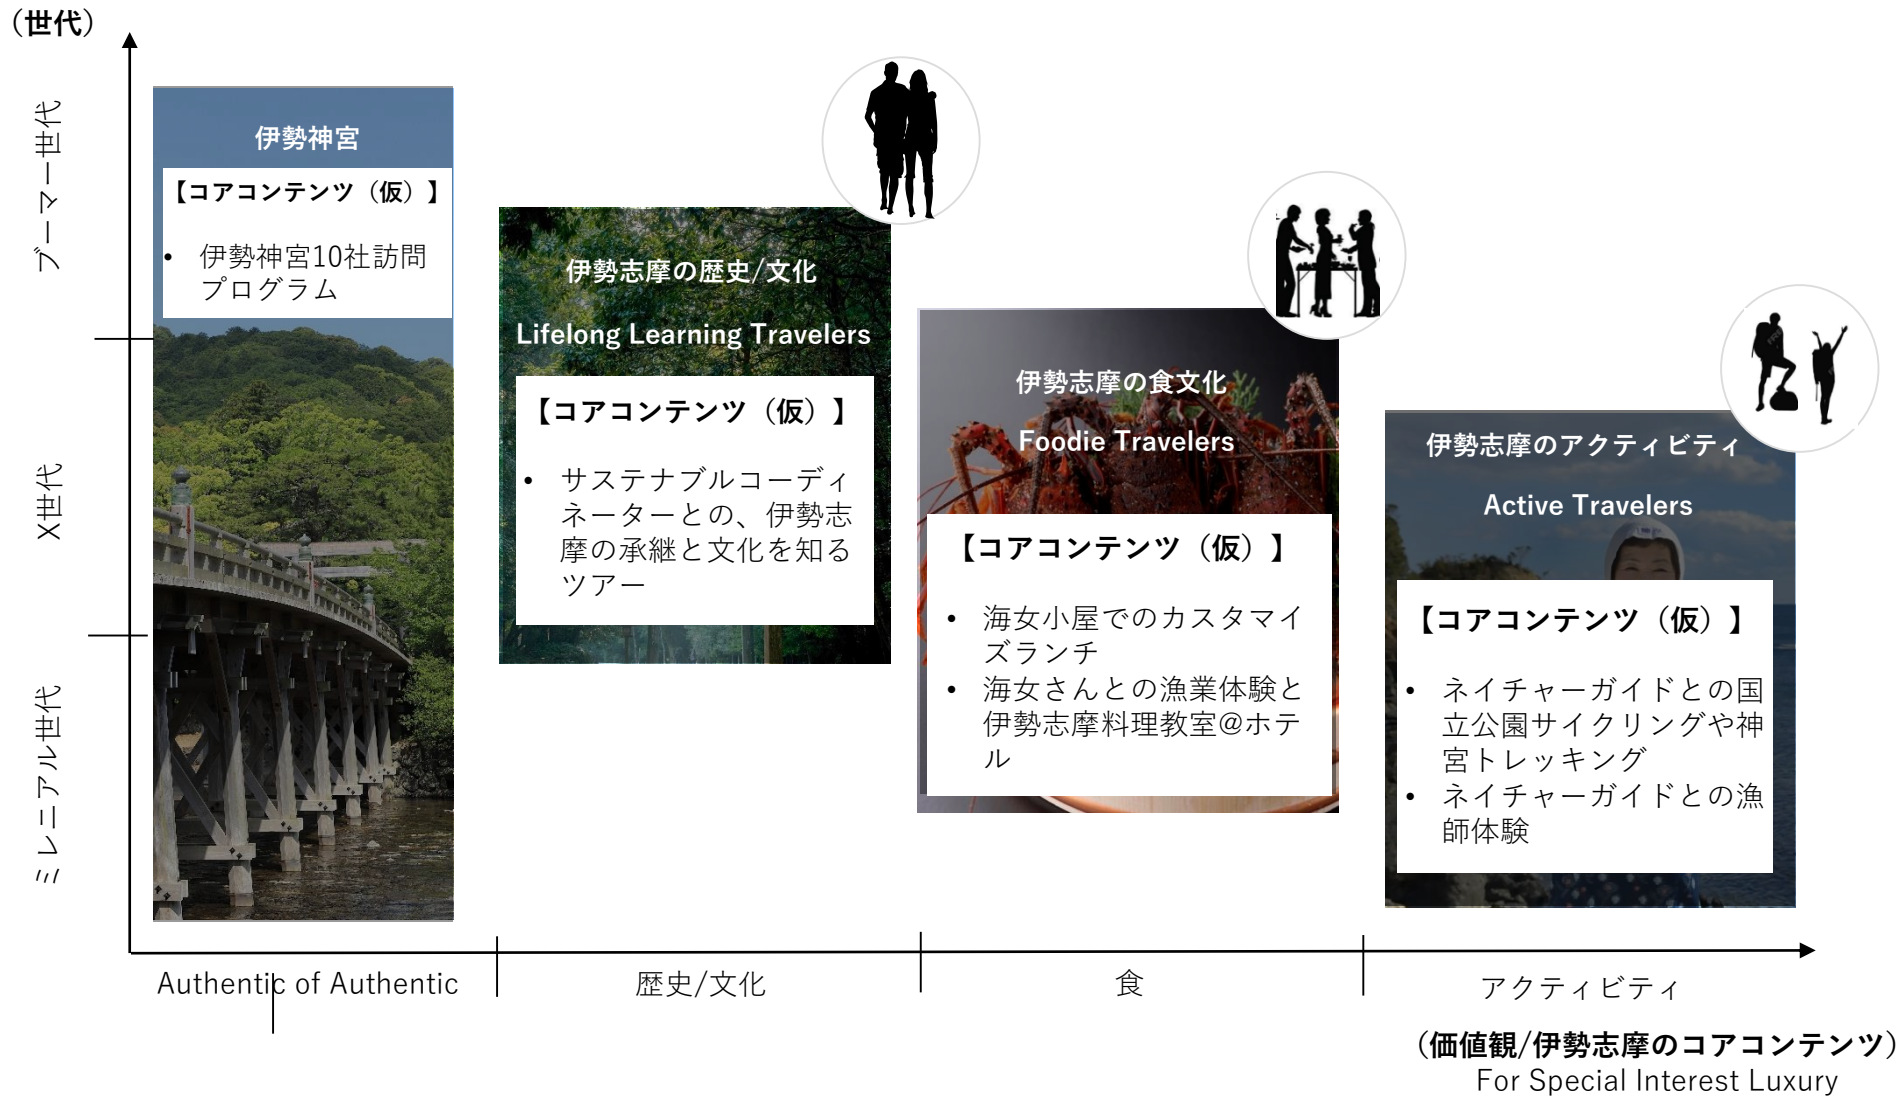 （世代）
ブーマー世代
X世代
ミレニアル世代
伊勢神宮
【コアコンテンツ（仮）】
• 伊勢神宮10社訪問
プログラム
伊勢志摩の歴史/文化
Lifelong Learning Travelers
【コアコンテンツ（仮）】
• サステナブルコーディ
ネーターとの、伊勢志
摩の承継と文化を知る
ツアー
伊勢志摩の食文化
Foodie Travelers
【コアコンテンツ（仮）】
• 海女小屋でのカスタマイ
ズランチ
• 海女さんとの漁業体験と
伊勢志摩料理教室@ホテ
ル
伊勢志摩のアクティビティ
Active Travelers
【コアコンテンツ（仮）】
• ネイチャーガイドとの国
立公園サイクリングや神
宮トレッキング
• ネイチャーガイドとの漁
師体験
Authentic of Authentic
歴史/文化
食
アクティビティ
（価値観/伊勢志摩のコアコンテンツ）
For Special Interest Luxury